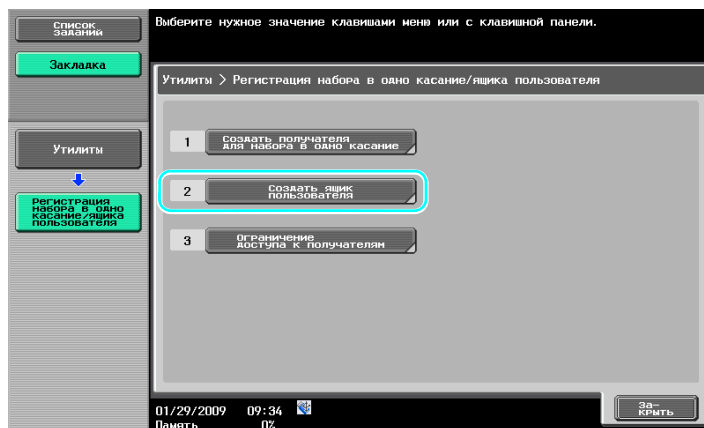 Список
заданий
Выберите нужное значение клавишами меню или с клавишной панели.
Закладка
Утилиты > Регистрация набора в одно касание/ящика пользователя
1 Создать получателя
для набора в одно касание
Утилиты
2 Создать ящик
пользователя
Регистрация
набора в одно
касание/ящика
пользователя
3 Ограничение
доступа к получателям
01/29/2009 09:34
Память 0%
За-
крыть